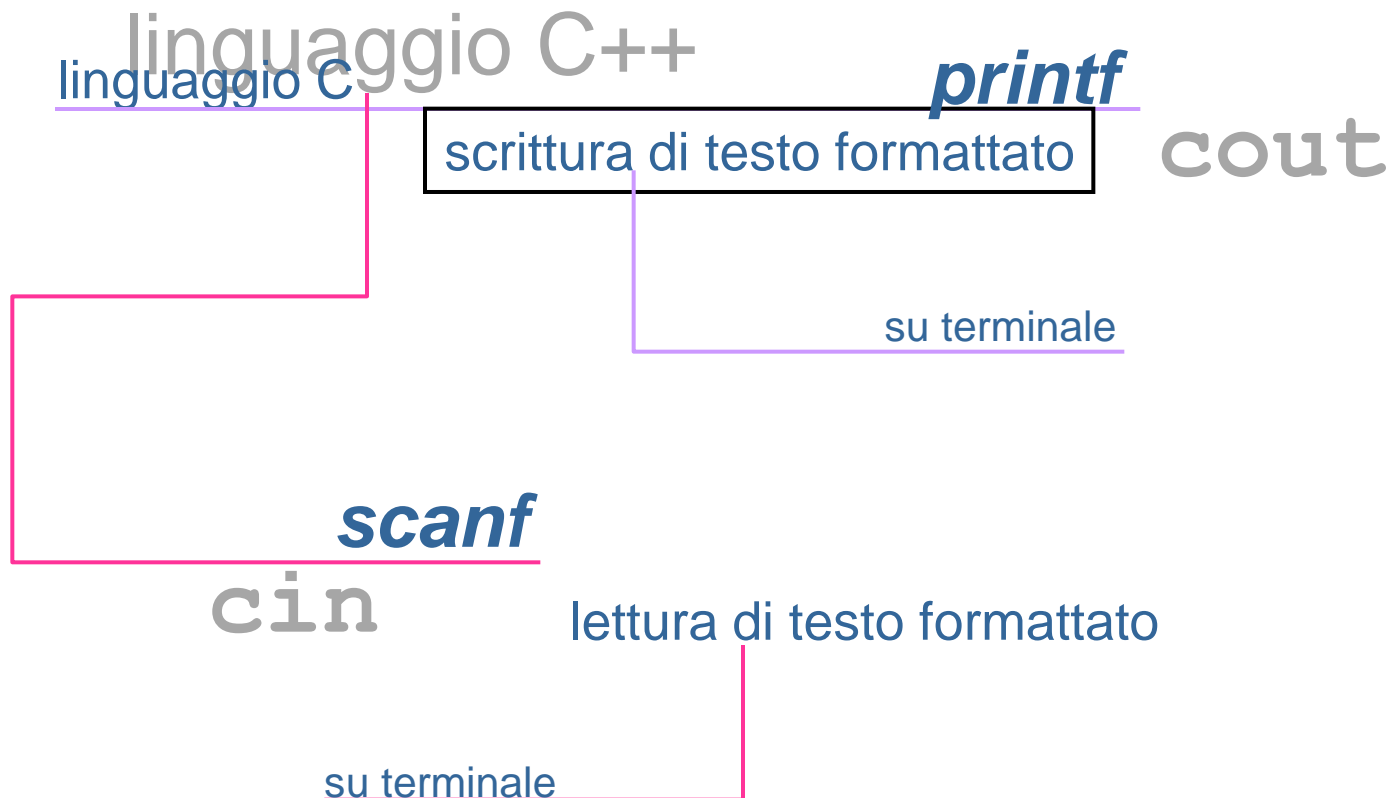 linguaggio C++
linguaggio C
printf
scrittura di testo formattato
cout
su terminale
scanf
cin
lettura di testo formattato
su terminale